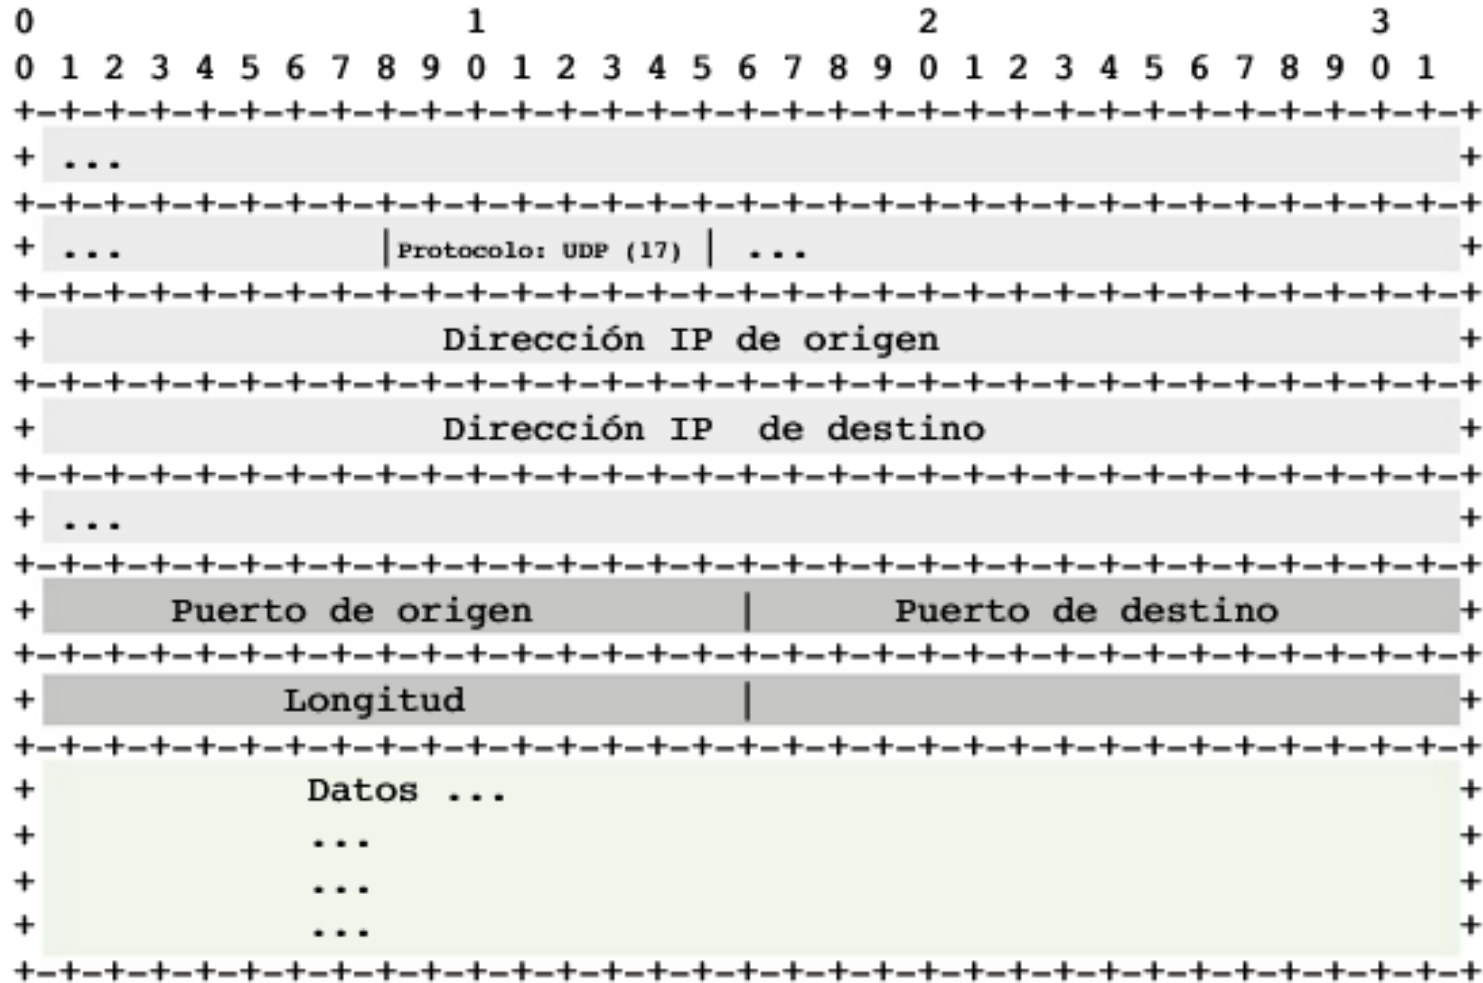 0 1 2 3
0 1 2 3 4 5 6 7 8 9 0 1 2 3 4 5 6 7 8 9 0 1 2 3 4 5 6 7 8 9 0 1
+-+-+-+-+-+-+-+-+-+-+-+-+-+-+-+-+-+-+-+-+-+-+-+-+-+-+-+-+-+-+-+-+
+ ... +
+-+-+-+-+-+-+-+-+-+-+-+-+-+-+-+-+-+-+-+-+-+-+-+-+-+-+-+-+-+-+-+-+
+ ... |Protocolo: UDP (17) | ... +
+-+-+-+-+-+-+-+-+-+-+-+-+-+-+-+-+-+-+-+-+-+-+-+-+-+-+-+-+-+-+-+-+
+ Dirección IP de origen +
+-+-+-+-+-+-+-+-+-+-+-+-+-+-+-+-+-+-+-+-+-+-+-+-+-+-+-+-+-+-+-+-+
+ Dirección IP de destino +
+-+-+-+-+-+-+-+-+-+-+-+-+-+-+-+-+-+-+-+-+-+-+-+-+-+-+-+-+-+-+-+-+
+ ... +
+-+-+-+-+-+-+-+-+-+-+-+-+-+-+-+-+-+-+-+-+-+-+-+-+-+-+-+-+-+-+-+-+
+ Puerto de origen | Puerto de destino +
+-+-+-+-+-+-+-+-+-+-+-+-+-+-+-+-+-+-+-+-+-+-+-+-+-+-+-+-+-+-+-+-+
+ Longitud | +
+-+-+-+-+-+-+-+-+-+-+-+-+-+-+-+-+-+-+-+-+-+-+-+-+-+-+-+-+-+-+-+-+
+ Datos ... +
+ ... +
+ ... +
+ ... +
+-+-+-+-+-+-+-+-+-+-+-+-+-+-+-+-+-+-+-+-+-+-+-+-+-+-+-+-+-+-+-+-+